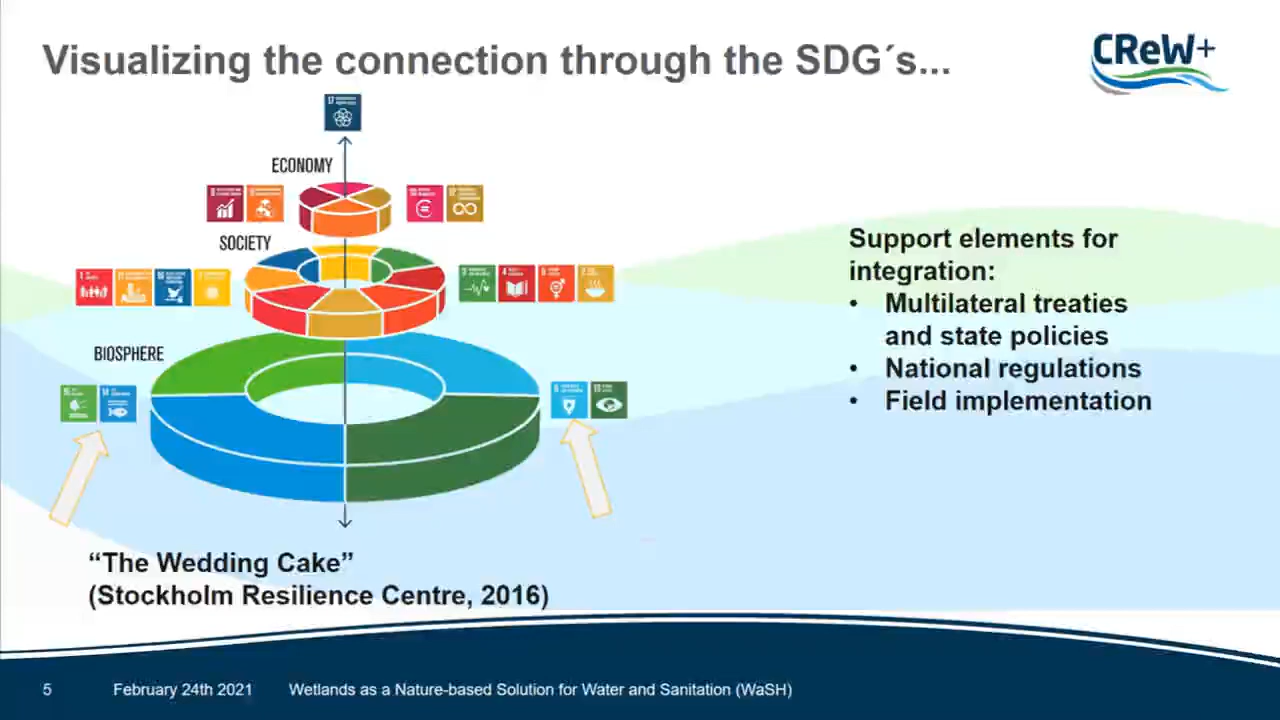 Visualizing the connection through the SDG´s...
CReW+
17
ECONOMY
SOCIETY
BIOSPHERE
Support elements for
integration:
• Multilateral treaties
and state policies
• National regulations
• Field implementation
“The Wedding Cake”
(Stockholm Resilience Centre, 2016)
5 February 24th 2021 Wetlands as a Nature-based Solution for Water and Sanitation (WaSH)